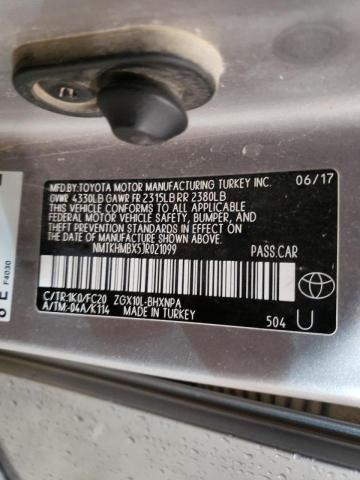 MFD.BY:TOYOTA MOTOR MANUFACTURING TURKEY INC. 06/17
GVWR 4330LB GAWR FR 2315LB RR 2380LB
THIS VEHICLE CONFORMS TO ALL APPLICABLE
FEDERAL MOTOR VEHICLE SAFETY, BUMPER, AND
THEFT PREVENTION STANDARDS IN EFFECT ON
THE DATE OF MANUFACTURE SHOWN ABOVE.
NMTKHMBX5JR021099 PASS.CAR
C/TR:1K0/FC20 ZGX10L-BHXNPA
A/TM:-04A/K114 MADE IN TURKEY 504 U
F4030